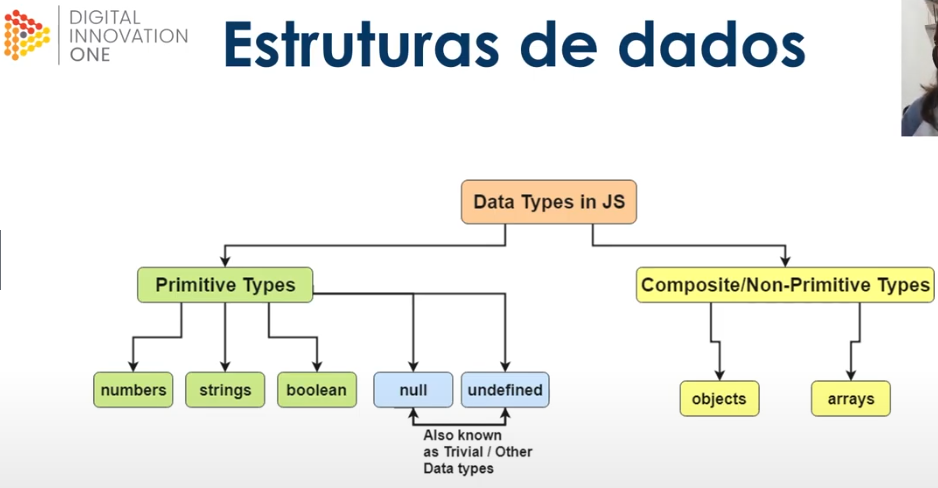 DIGITAL
INNOVATION
ONE
Estruturas de dados
Data Types in JS
Primitive Types
Composite/Non-Primitive Types
numbers
strings
boolean
null
undefined
objects
arrays
Also known
as Trivial / Other
Data types